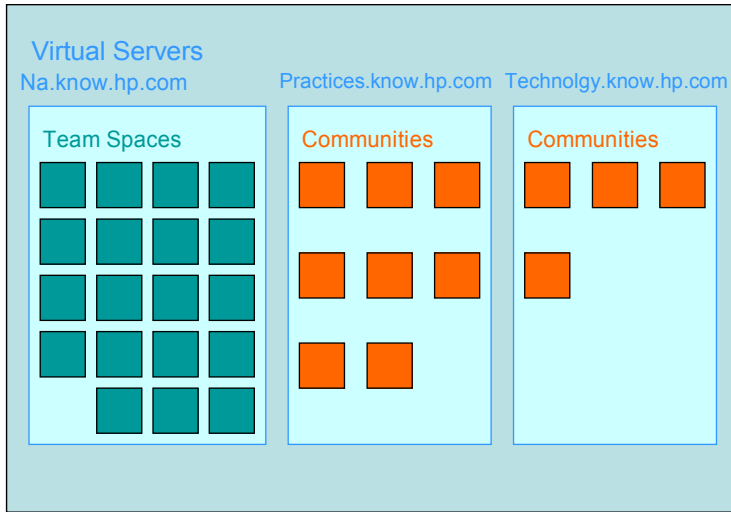 Virtual Servers
Na.know.hp.com
Practices.know.hp.com
Technolgy.know.hp.com
Team Spaces
Communities
Communities